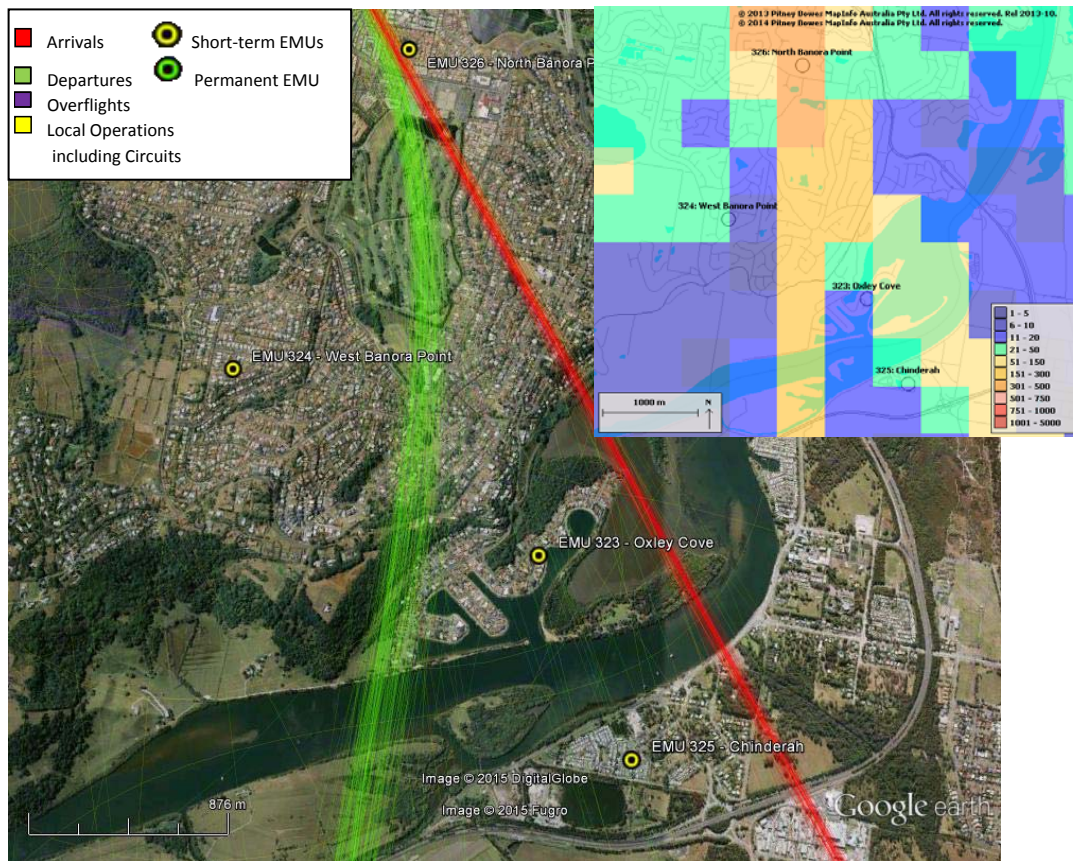 Arrivals
Short-term EMUs
Departures
Permanent EMU
Overflights
Local Operations
including Circuits
EMU 326 - North Banora P
EMU 324 - West Banora Point
EMU 323 - Oxley Cove
EMU 325 - Chinderah
Image © 2015 DigitalGlobe
Image © 2015 Fugro
876 m
Google earth
© 2013 Pitney Bowes MapInfo Australia Pty Ltd. All rights reserved. Rel 2013-10.
© 2014 Pitney Bowes MapInfo Australia Pty Ltd. All rights reserved.
326: North Banora Point
324: West Banora Point
323: Oxley Cove
325: Chinderah
1000 m
N
1 - 5
6 - 10
11 - 20
21 - 50
51 - 150
151 - 300
301 - 500
501 - 750
751 - 1000
1001 - 5000